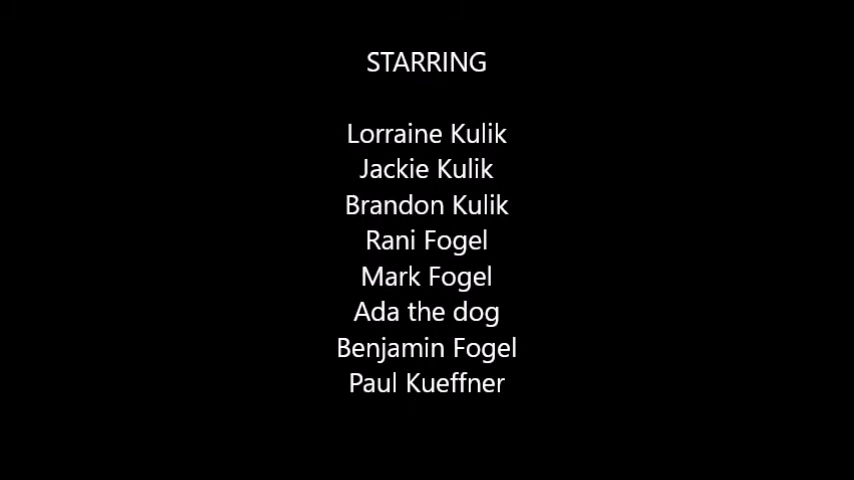 STARRING
Lorraine Kulik
Jackie Kulik
Brandon Kulik
Rani Fogel
Mark Fogel
Ada the dog
Benjamin Fogel
Paul Kueffner